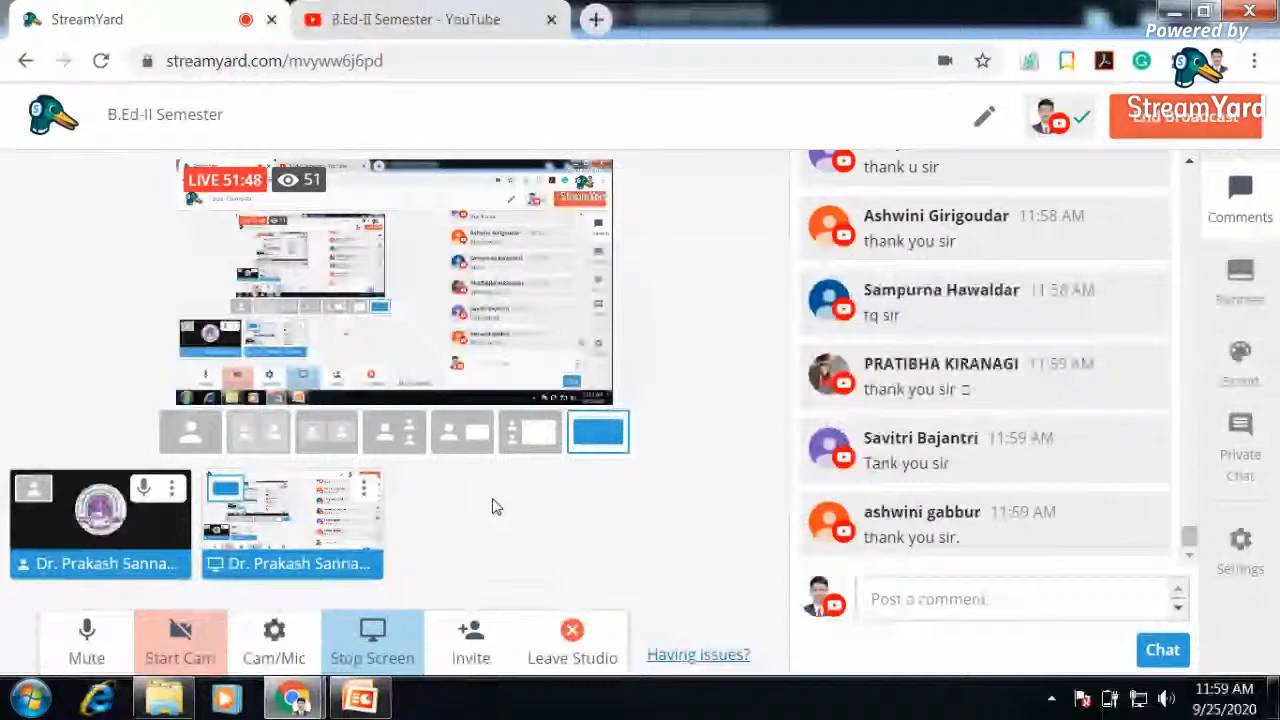 StreamYard
B.Ed-II Semester - YouTube
Powered by
streamyard.com/mvyww6j6pd
StreamYard
B.Ed-II Semester
End Broadcast
LIVE 51:48
51
thank u sir
Comments
Ashwini Girigoudar 11:58 AM
thank you sir
Sampurna Hawaldar 11:58 AM
tq sir
PRATIBHA KIRANAGI 11:59 AM
thank you sir
Brand
Savitri Bajantri 11:59 AM
Tank you sir
Private
Chat
ashwini gabbur 11:59 AM
thank you sir.
Settings
Dr. Prakash Sanna...
Dr. Prakash Sanna...
Post a comment
Mute
Start Cam
Cam/Mic
Stop Screen
Invite
Leave Studio
Having issues?
Chat
11:59 AM
9/25/2020